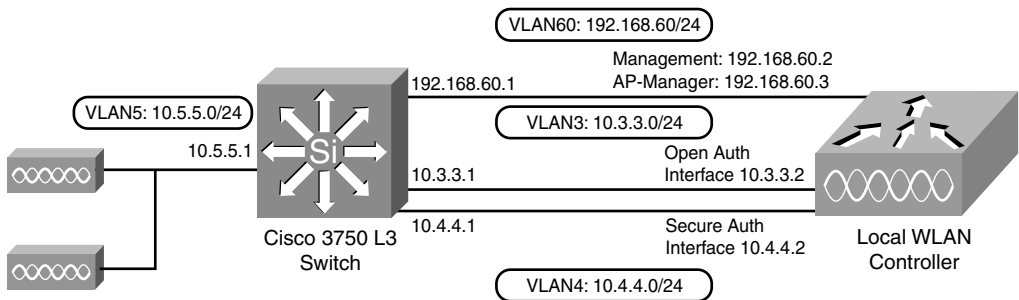 VLAN60: 192.168.60/24
Management: 192.168.60.2
AP-Manager: 192.168.60.3
192.168.60.1
VLAN5: 10.5.5.0/24
VLAN3: 10.3.3.0/24
10.5.5.1
Si
Open Auth
Interface 10.3.3.2
10.3.3.1
10.4.4.1
Secure Auth
Interface 10.4.4.2
Cisco 3750 L3
Switch
Local WLAN
Controller
VLAN4: 10.4.4.0/24